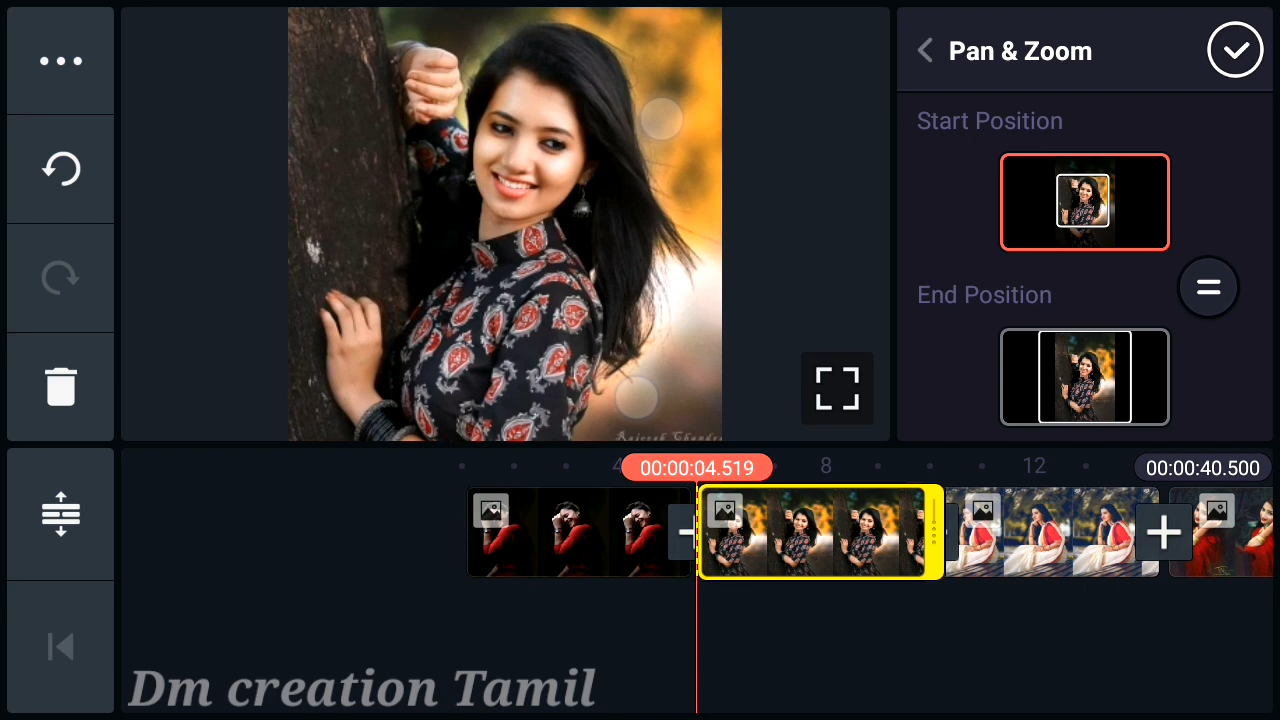 Pan & Zoom
Start Position
End Position
4
00:00:04.519
8
12
00:00:40.500
Dm creation Tamil